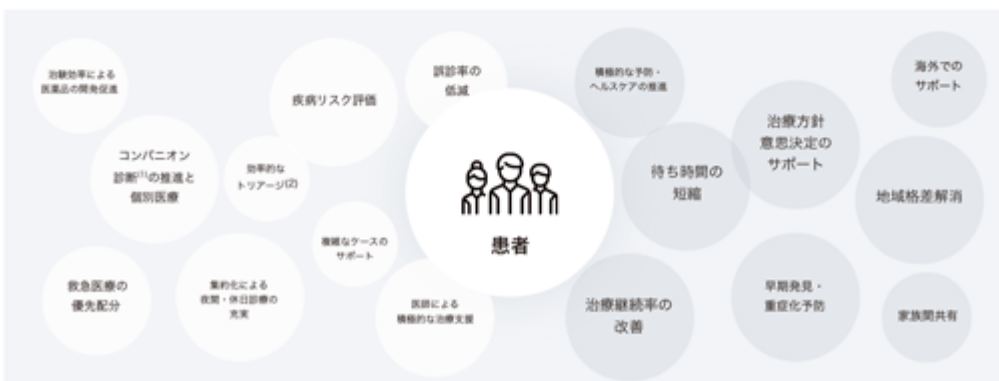 治験効率による
医薬品の開発促進
コンパニオン
診断(1)の推進と
個別医療
救急医療の
優先配分
疾病リスク評価
効率的な
トリアージ(2)
集約化による
夜間・休日診療の
充実
誤診率の
低減
複雑なケースの
サポート
医師による
積極的な治療支援
患者
積極的な予防・
ヘルスケアの推進
待ち時間の
短縮
治療継続率の
改善
治療方針
意思決定の
サポート
早期発見・
重症化予防
海外での
サポート
地域格差解消
家族間共有